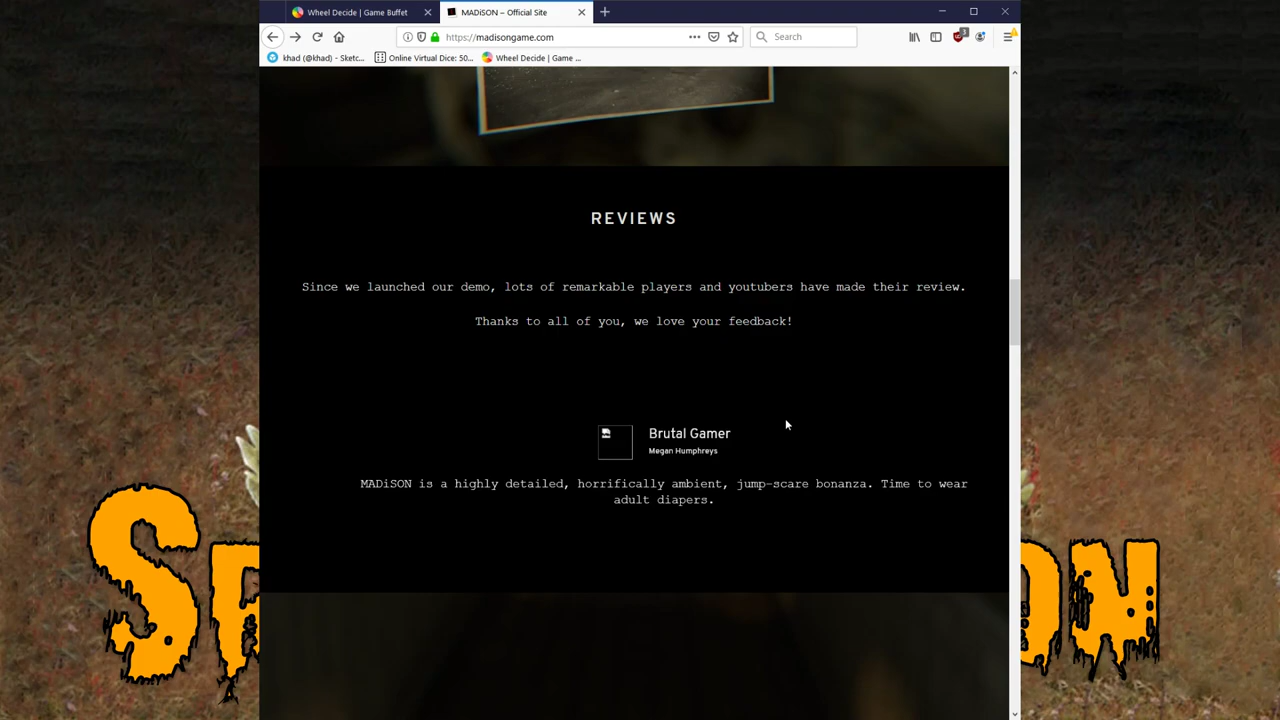 Wheel Decide | Game Buffet
MADiSON – Official Site
https://madisongame.com
Search
3
khad (@khad) - Sketc...
Online Virtual Dice: 50...
Wheel Decide | Game ...
REVIEWS
Since we launched our demo, lots of remarkable players and youtubers have made their review.
Thanks to all of you, we love your feedback!
Brutal Gamer
Megan Humphreys
MADiSON is a highly detailed, horrifically ambient, jump-scare bonanza. Time to wear
adult diapers.